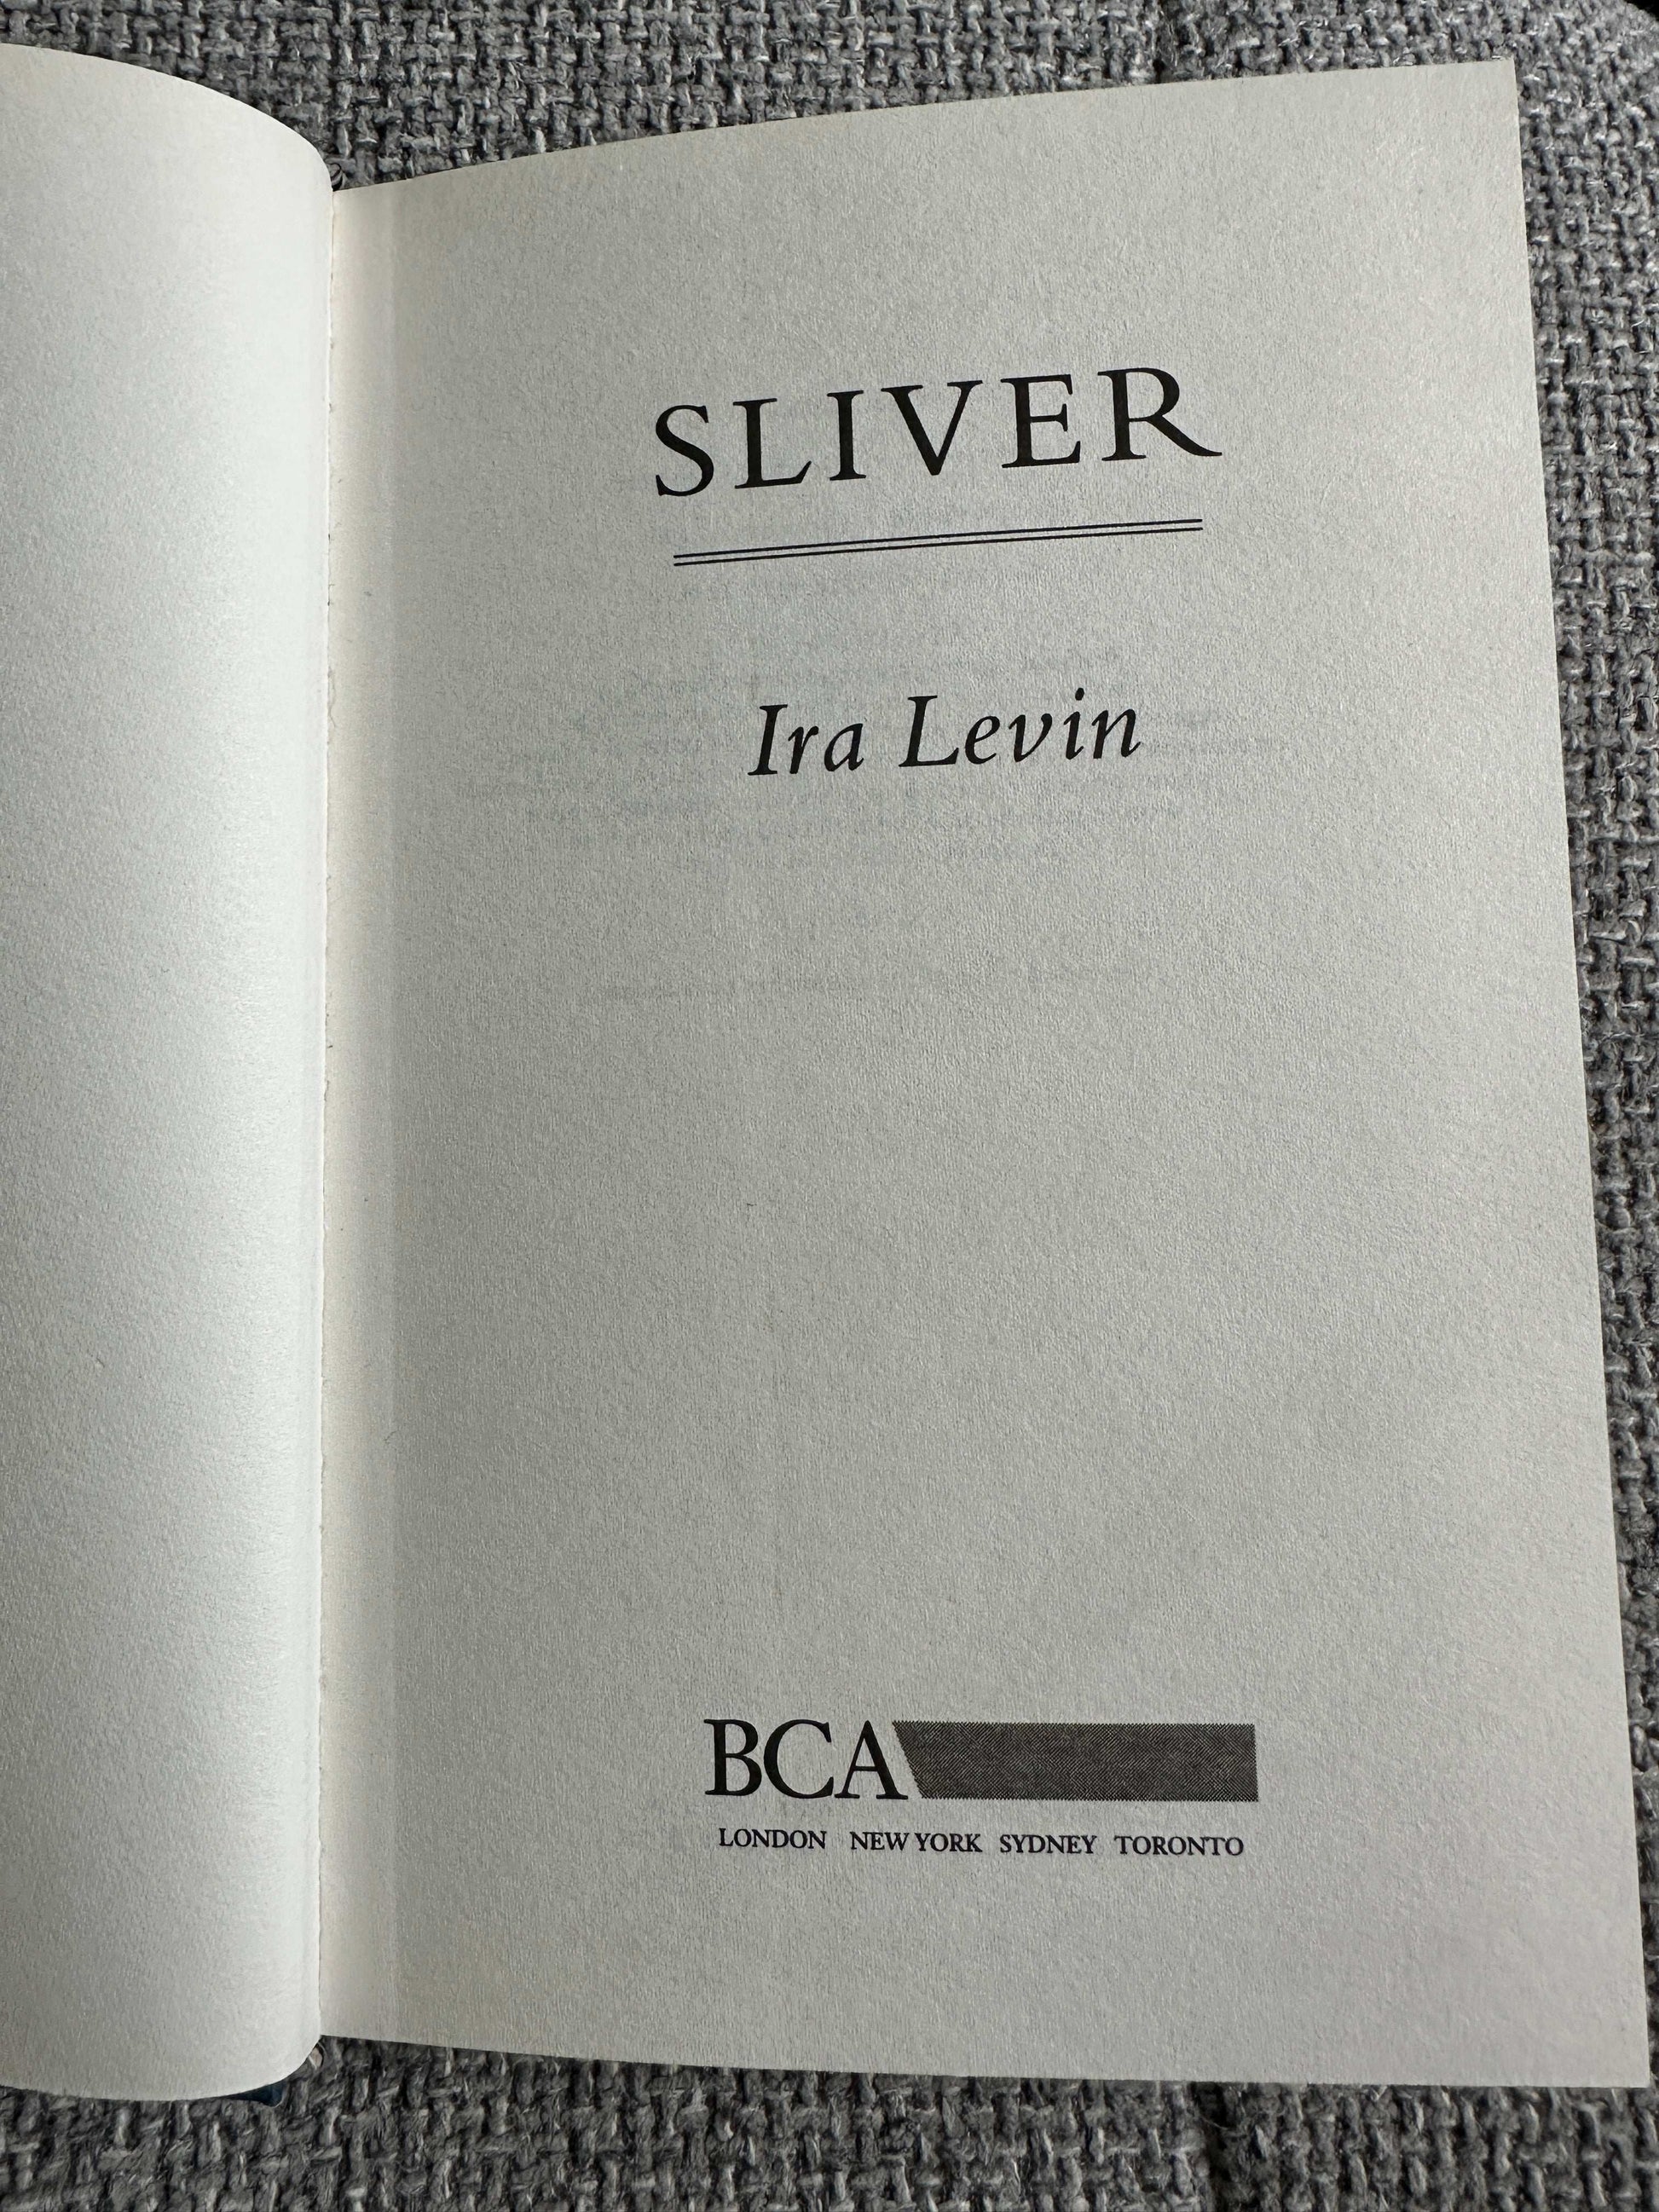 SLIVER
Ira Levin
BCA
LONDON NEW YORK SYDNEY TORONTO